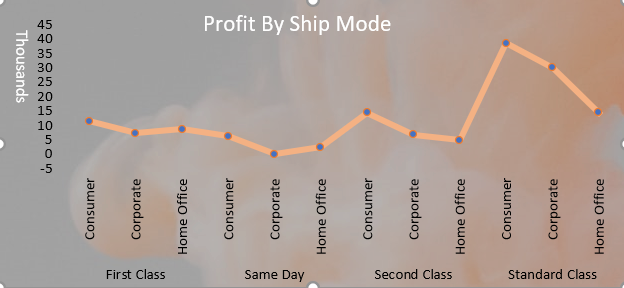 Profit By Ship Mode
Thousands
45
40
35
30
25
20
15
10
5
0
-5
Consumer
Corporate
Home Office
Consumer
Corporate
Home Office
Consumer
Corporate
Home Office
Consumer
Corporate
Home Office
First Class
Same Day
Second Class
Standard Class